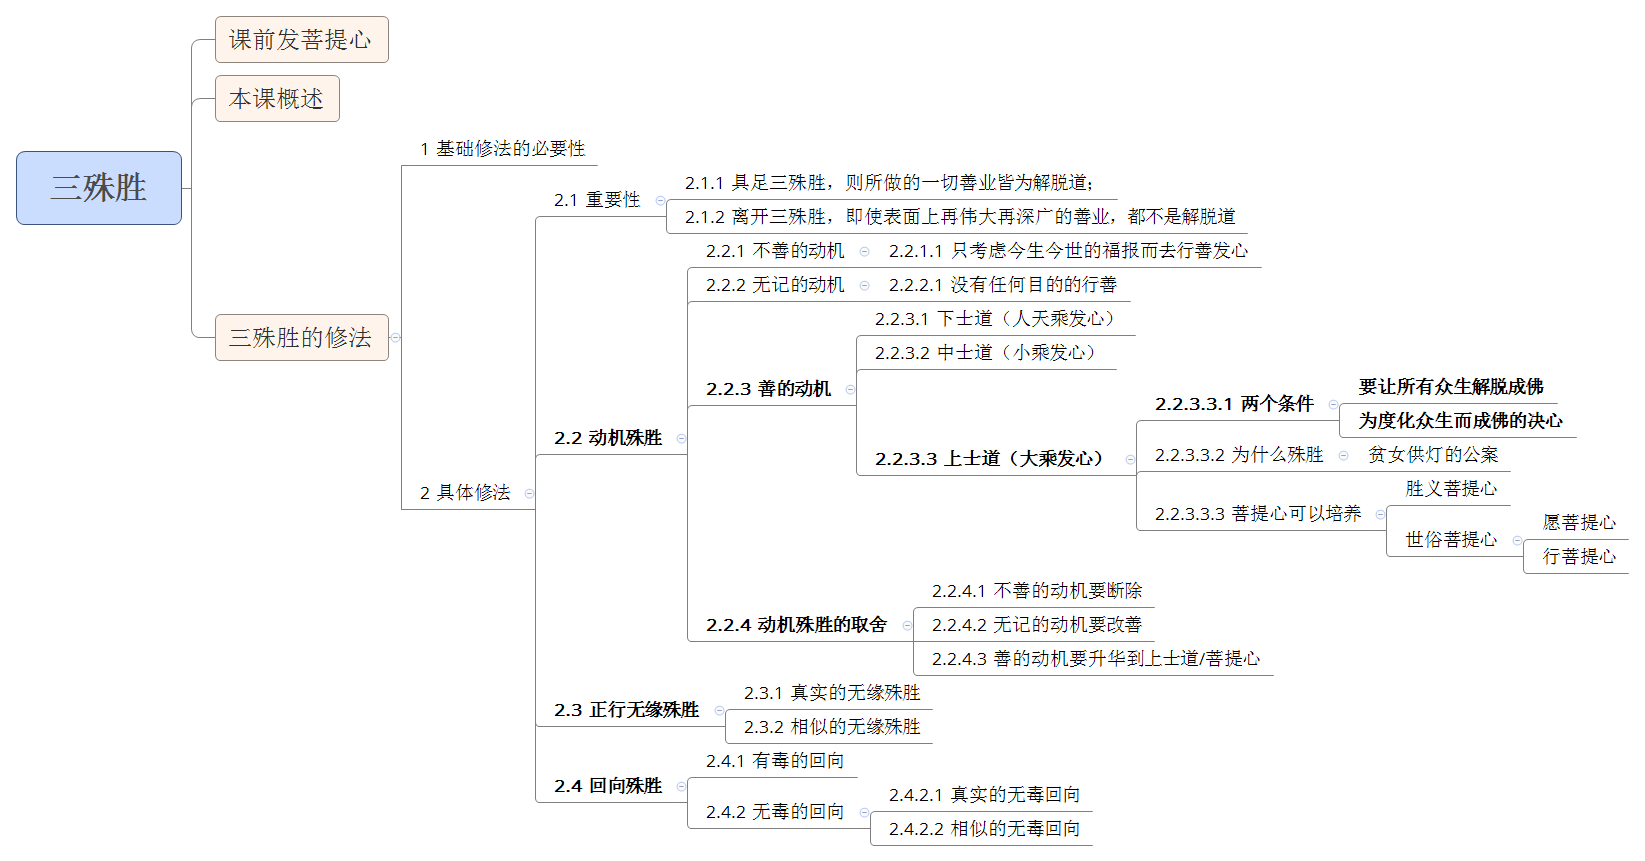 三殊胜
课前发菩提心
本课概述
三殊胜的修法
1 基础修法的必要性
2 具体修法
2.1 重要性
2.1.1 具足三殊胜，则所做的一切善业皆为解脱道；
2.1.2 离开三殊胜，即使表面上再伟大再深广的善业，都不是解脱道
2.2 动机殊胜
2.2.1 不善的动机
2.2.1.1 只考虑今生今世的福报而去行善发心
2.2.2 无记的动机
2.2.2.1 没有任何目的的行善
2.2.3 善的动机
2.2.3.1 下士道（人天乘发心）
2.2.3.2 中士道（小乘发心）
2.2.3.3 上士道（大乘发心）
2.2.3.3.1 两个条件
要让所有众生解脱成佛
为度化众生而成佛的决心
2.2.3.3.2 为什么殊胜
贫女供灯的公案
2.2.3.3.3 菩提心可以培养
胜义菩提心
世俗菩提心
愿菩提心
行菩提心
2.2.4 动机殊胜的取舍
2.2.4.1 不善的动机要断除
2.2.4.2 无记的动机要改善
2.2.4.3 善的动机要升华到上士道/菩提心
2.3 正行无缘殊胜
2.3.1 真实的无缘殊胜
2.3.2 相似的无缘殊胜
2.4 回向殊胜
2.4.1 有毒的回向
2.4.2 无毒的回向
2.4.2.1 真实的无毒回向
2.4.2.2 相似的无毒回向